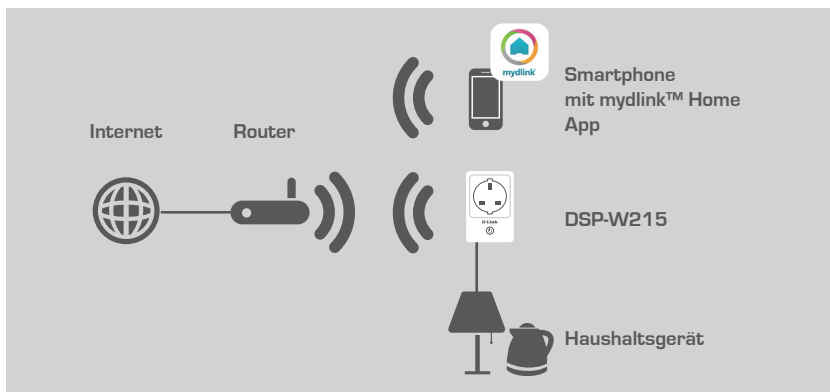 mydlink
Smartphone
mit mydlink™ Home
App
Internet
Router
D-Link
DSP-W215
Haushaltsgerät